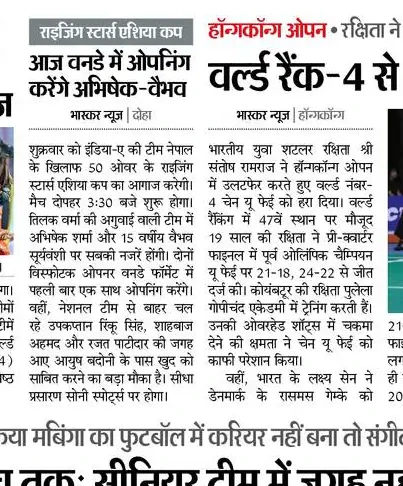 राइजिंग स्टार्स एशिया कप
आज वनडे में ओपनिंग
करेंगे अभिषेक-वैभव
भास्कर न्यूज | दोहा
शुक्रवार को इंडिया-ए की टीम नेपाल
के खिलाफ 50 ओवर के राइजिंग
स्टार्स एशिया कप का आगाज करेगी।
मैच दोपहर 3:30 बजे शुरू होगा।
तिलक वर्मा की अगुवाई वाली टीम में
अभिषेक शर्मा और 15 वर्षीय वैभव
सूर्यवंशी पर सबकी नजरें होंगी। दोनों
विस्फोटक ओपनर वनडे फॉर्मेट में
पहली बार एक साथ ओपनिंग करेंगे।
वहीं, नेशनल टीम से बाहर चल
रहे उपकप्तान रिंकू सिंह, शाहबाज
अहमद और रजत पाटीदार की जगह
आए आयुष बदोनी के पास खुद को
साबित करने का बड़ा मौका है। सीधा
प्रसारण सोनी स्पोर्ट्स पर होगा।
हॉन्गकॉन्ग ओपन • रक्षिता ने
वर्ल्ड रैंक-4 से
भास्कर न्यूज | हॉन्गकॉन्ग
भारतीय युवा शटलर रक्षिता श्री
संतोष रामराज ने हॉन्गकॉन्ग ओपन
में उलटफेर करते हुए वर्ल्ड नंबर-
4 चेन यू फेई को हरा दिया। वर्ल्ड
रैंकिंग में 47वें स्थान पर मौजूद
19 साल की रक्षिता ने प्री-क्वार्टर
फाइनल में पूर्व ओलिंपिक चैम्पियन
यू फेई पर 21-18, 24-22 से जीत
दर्ज की। कोयंबटूर की रक्षिता पुलेला
गोपीचंद एकेडमी में ट्रेनिंग करती हैं।
उनकी ओवरहेड शॉट्स में चकमा
देने की क्षमता ने चेन यू फेई को
काफी परेशान किया।
वहीं, भारत के लक्ष्य सेन ने
डेनमार्क के रासमस गेम्के को
मबिंगा का फुटबॉल में करियर नहीं बना तो
तक: सीनियर टीम में जगह